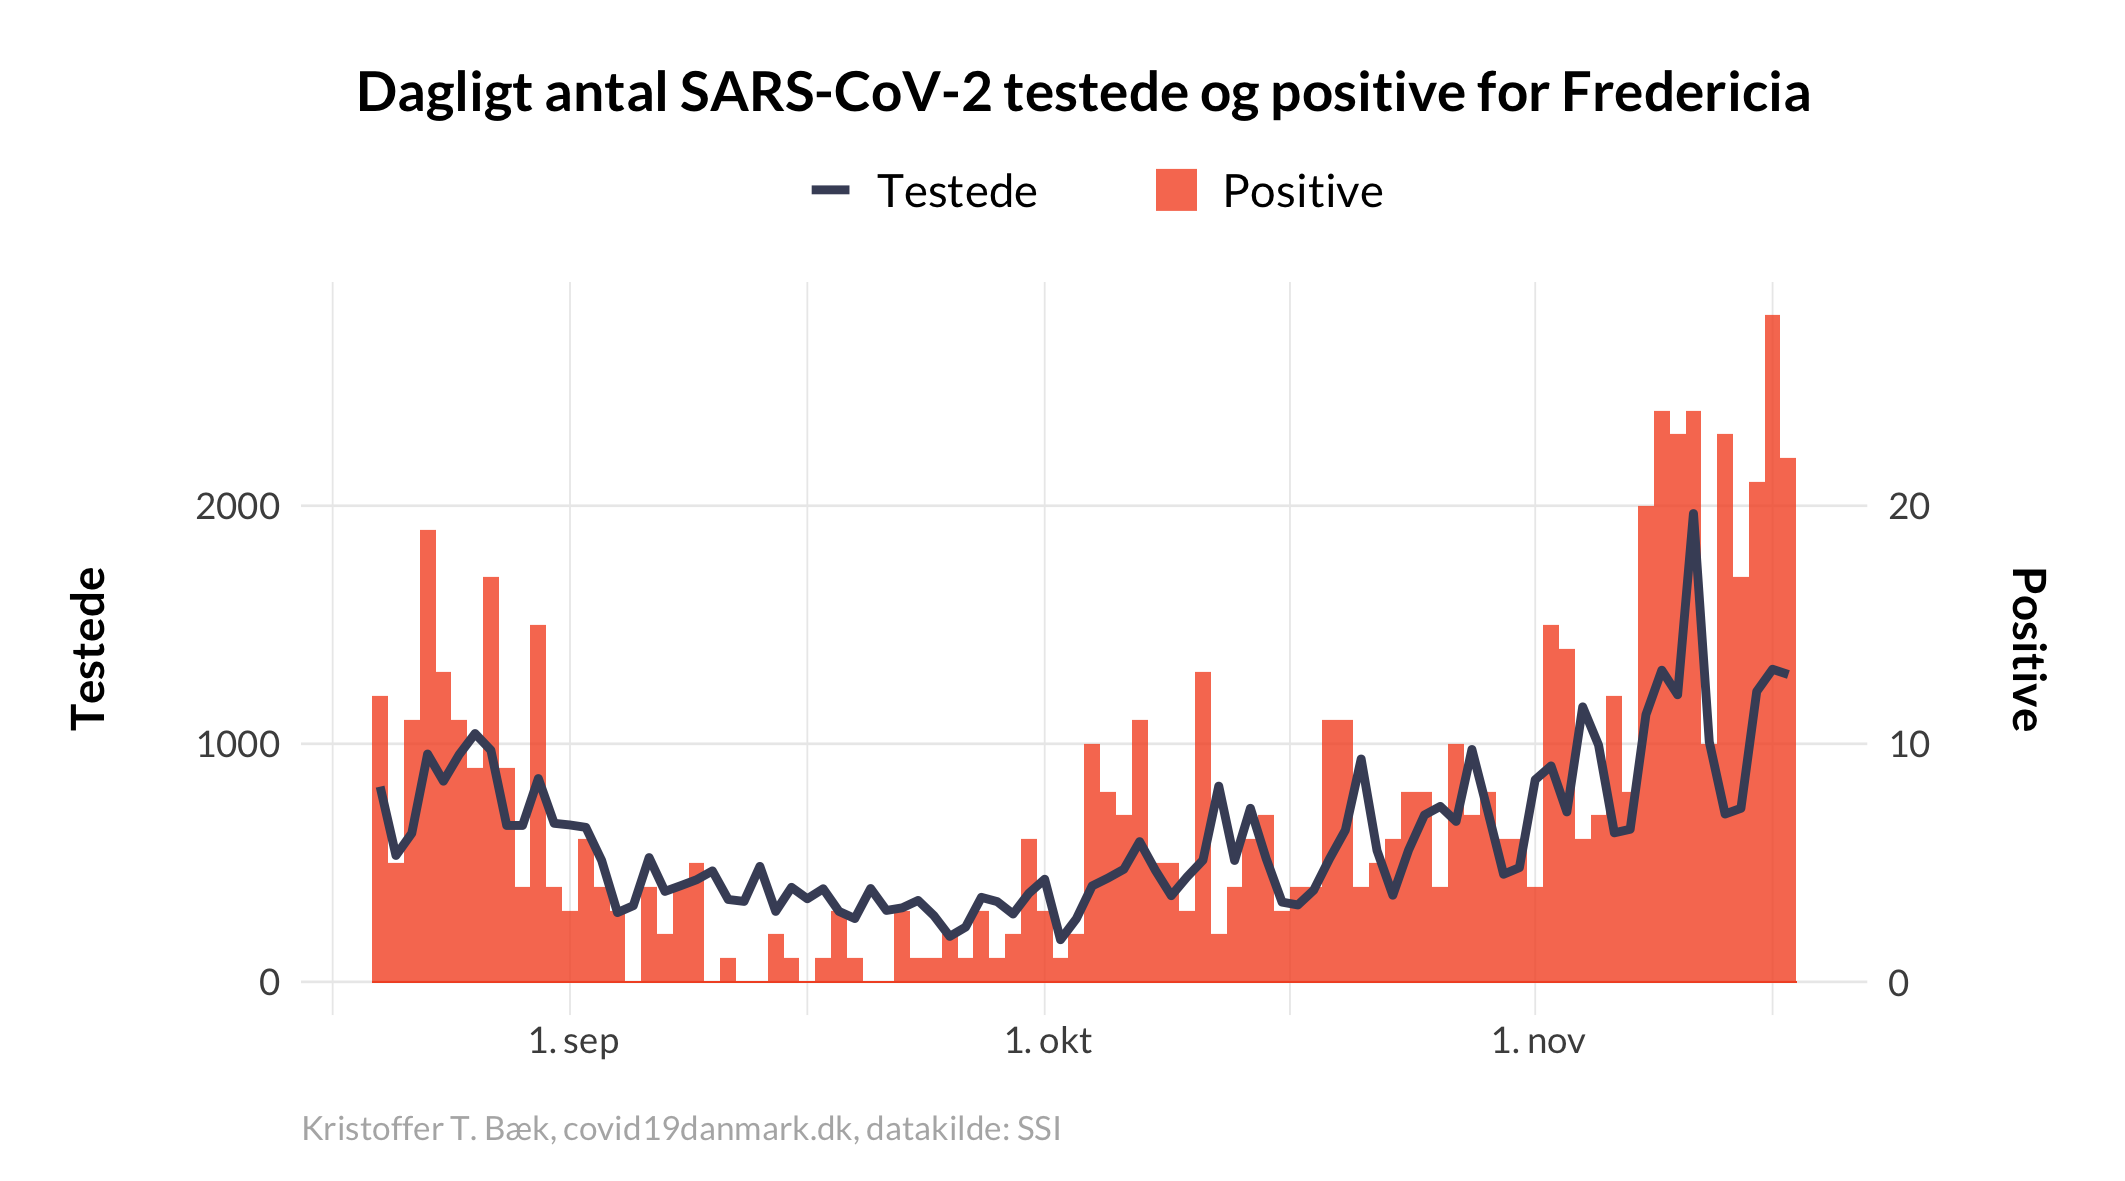 Dagligt antal SARS-CoV-2 testede og positive for Fredericia
Testede
Positive
2000
1000
0
20
10
0
Testede
Positive
1. sep
1. okt
1. nov
Kristoffer T. Bæk, covid19danmark.dk, datakilde: SSI